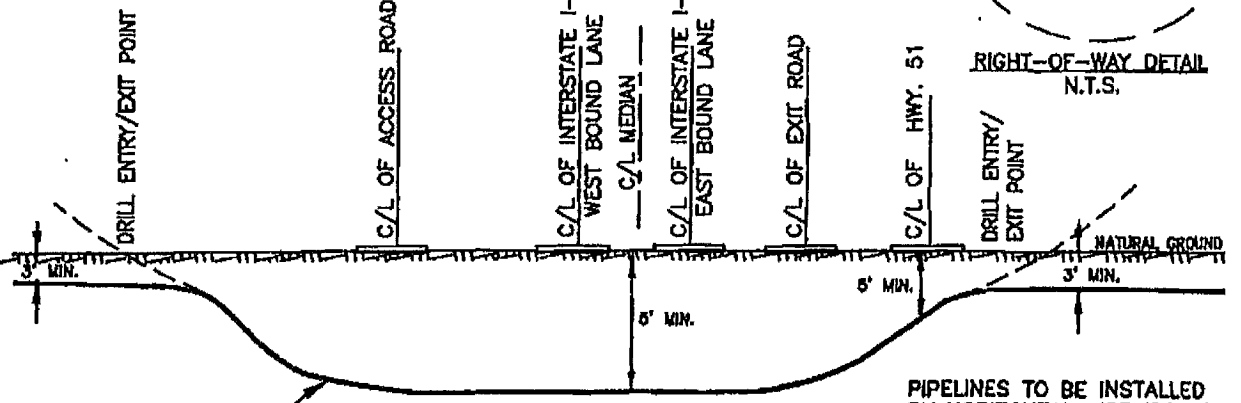 DRILL ENTRY/EXIT POINT
C/L OF ACCESS ROAD
C/L OF INTERSTATE I-
WEST BOUND LANE
C/L MEDIAN
C/L OF INTERSTATE I-
EAST BOUND LANE
C/L OF EXIT ROAD
C/L OF HWY. 51
DRILL ENTRY/
EXIT POINT
RIGHT-OF-WAY DETAIL
N.T.S.
NATURAL GROUND
3' MIN.
5' MIN.
5' MIN.
3' MIN.
PIPELINES TO BE INSTALLED